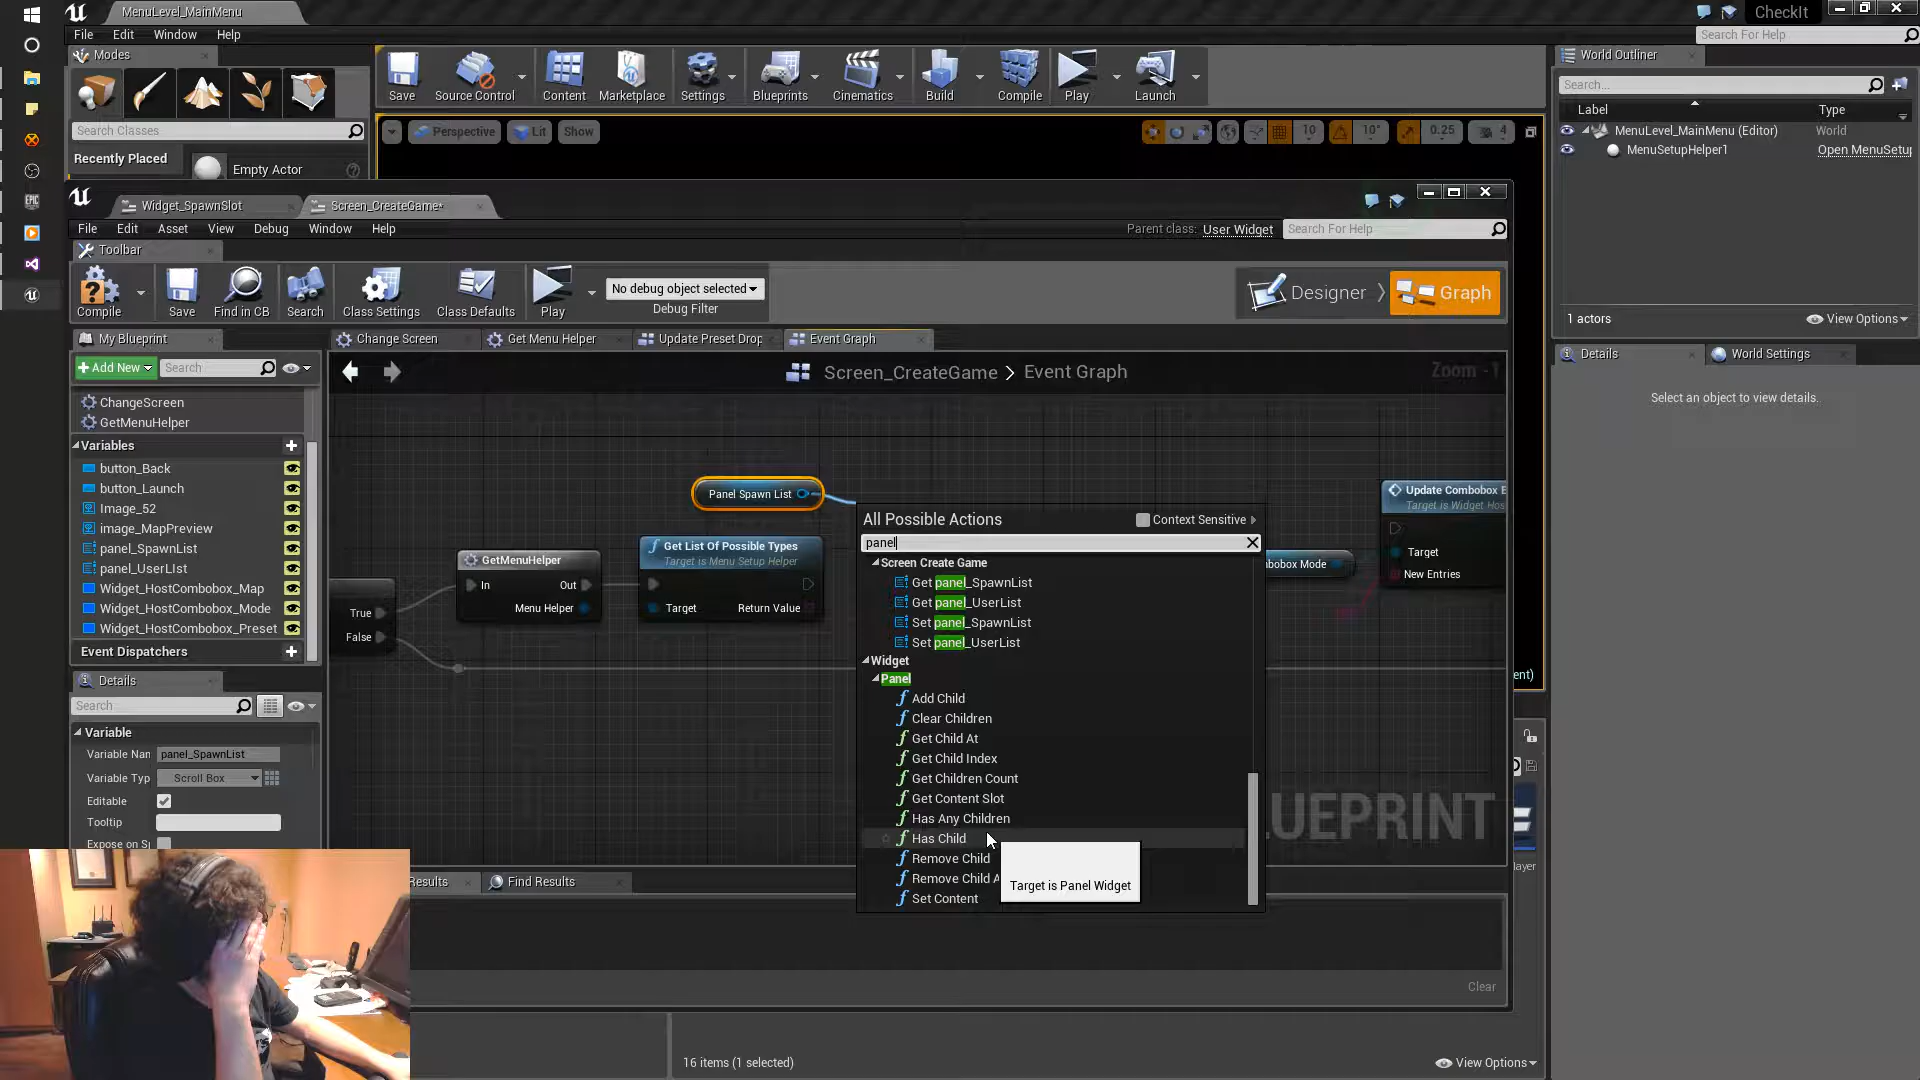 MenuLevel_MainMenu
CheckIt
File Edit Window Help
Search For Help
Modes
Save
Source Control
Content
Marketplace
Settings
Blueprints
Cinematics
Build
Compile
Play
Launch
World Outliner
Search...
Label
Type
MenuLevel_MainMenu (Editor)
World
MenuSetupHelper1
Open MenuSetup
1 actors
View Options
Search Classes
Recently Placed
Empty Actor
Perspective
Lit
Show
10
10°
0.25
4
Widget_SpawnSlot
Screen_CreateGame*
File Edit Asset View Debug Window Help
Parent class: User Widget
Search For Help
Toolbar
Compile
Save
Find in CB
Search
Class Settings
Class Defaults
Play
No debug object selected
Debug Filter
Designer
Graph
Details
World Settings
Select an object to view details.
My Blueprint
Change Screen
Get Menu Helper
Update Preset Drop
Event Graph
Add New
Search
Screen_CreateGame > Event Graph
Zoom -1
ChangeScreen
GetMenuHelper
Variables
button_Back
button_Launch
Image_52
image_MapPreview
panel_SpawnList
panel_UserLIst
Widget_HostCombobox_Map
Widget_HostCombobox_Mode
Widget_HostCombobox_Preset
Event Dispatchers
Details
Search
Variable
Variable Nan
panel_SpawnList
Variable Typ
Scroll Box
Editable
Tooltip
Expose on S
True
False
GetMenuHelper
In
Out
Menu Helper
Panel Spawn List
Get List Of Possible Types
Target is Menu Setup Helper
Target
Return Value
All Possible Actions
Context Sensitive
panel
Screen Create Game
Get panel_SpawnList
Get panel_UserList
Set panel_SpawnList
Set panel_UserList
Widget
Panel
Add Child
Clear Children
Get Child At
Get Child Index
Get Children Count
Get Content Slot
Has Any Children
Has Child
Remove Child
Remove Child A
Set Content
Target is Panel Widget
obox Mode
Update Combobox E
Target is Widget Hos
Target
New Entries
ent)
LUEPRINT
ayer
Results
Find Results
Clear
16 items (1 selected)
View Options